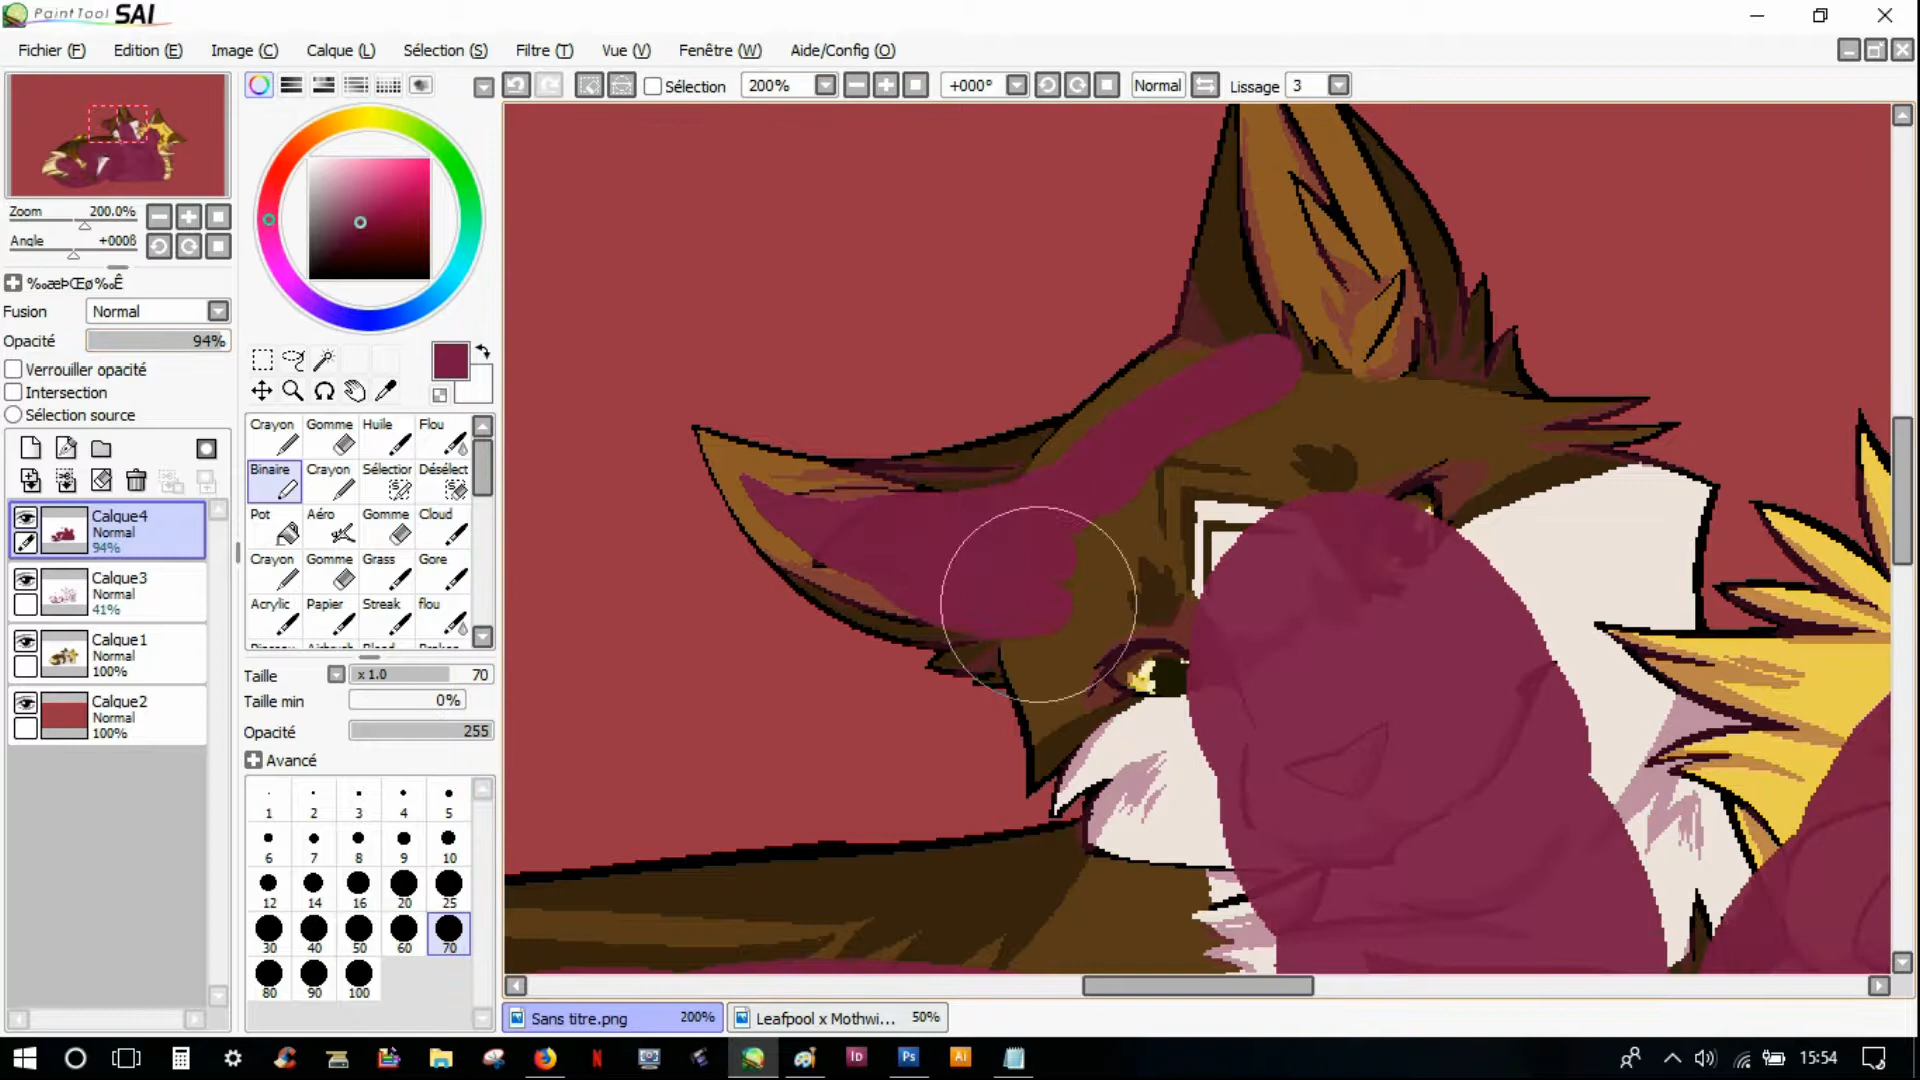 PaintTool SAI
Fichier (F) Edition (E) Image (C) Calque (L) Sélection (S) Filtre (T) Vue (V) Fenêtre (W) Aide/Config (O)
Sélection 200% +000° Normal Lissage 3
Zoom 200.0%
Angle +000ß
‰æÞŒø‰Ê
Fusion Normal
Opacité 94%
Verrouiller opacité
Intersection
Sélection source
Calque4
Normal
94%
Calque3
Normal
41%
Calque1
Normal
100%
Calque2
Normal
100%
Crayon Gomme Huile Flou
Binaire Crayon Sélection Désélect
Pot Aéro Gomme Cloud
Crayon Gomme Grass Gore
Acrylic Papier Streak flou
Taille x 1.0 70
Taille min 0%
Opacité 255
Avancé
1 2 3 4 5
6 7 8 9 10
12 14 16 20 25
30 40 50 60 70
80 90 100
Sans titre.png 200% Leafpool x Mothwi... 50%
Id Ps Ai 15:54